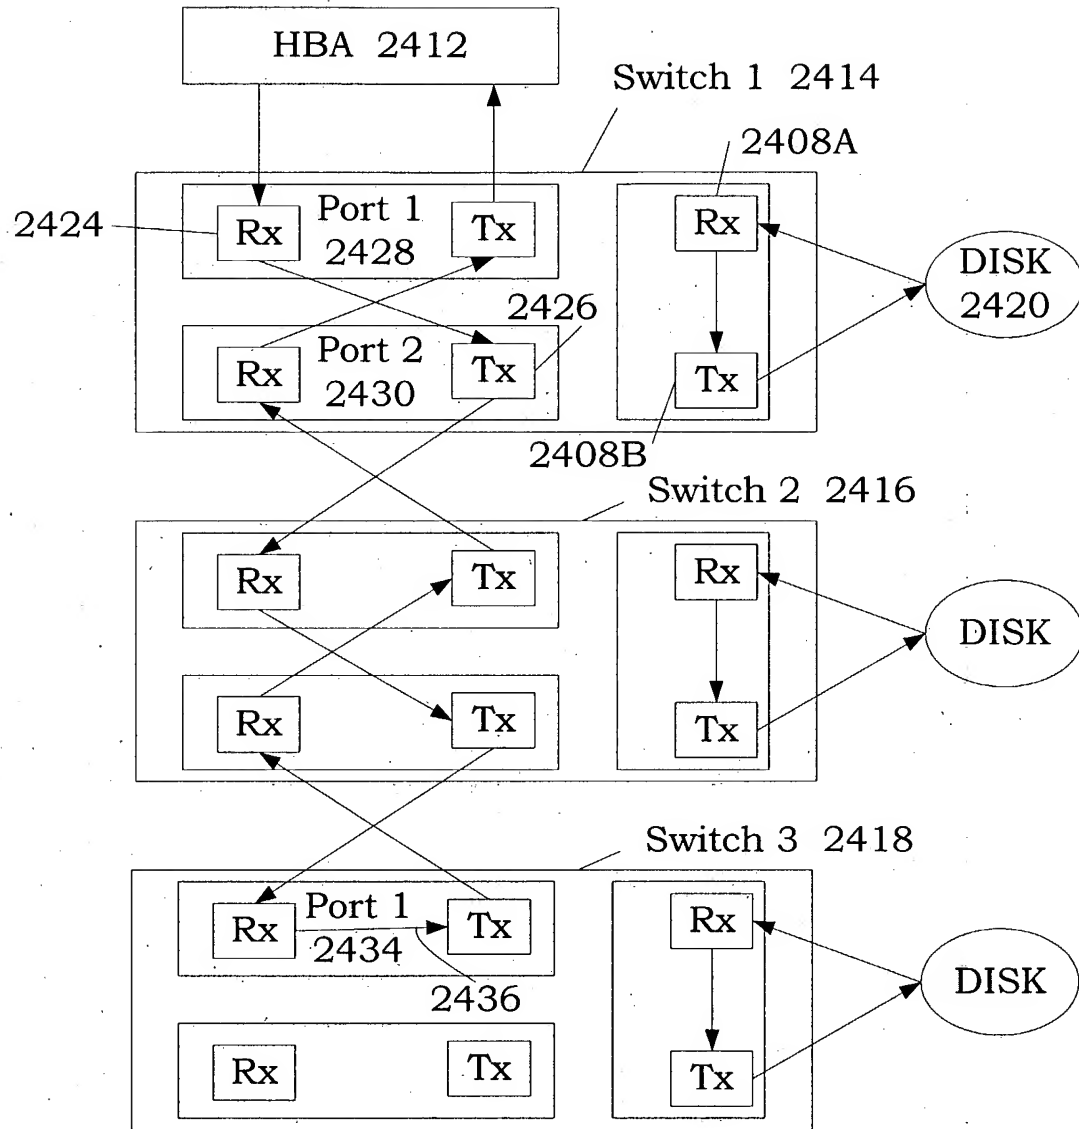 HBA 2412
Switch 1 2414
2408A
2424
Rx
Port 1
2428
Tx
Rx
DISK
2420
2426
Rx
Port 2
2430
Tx
Tx
2408B
Switch 2 2416
Rx
Tx
Rx
DISK
Rx
Tx
Tx
Switch 3 2418
Rx
Port 1
2434
Tx
Rx
DISK
2436
Rx
Tx
Tx